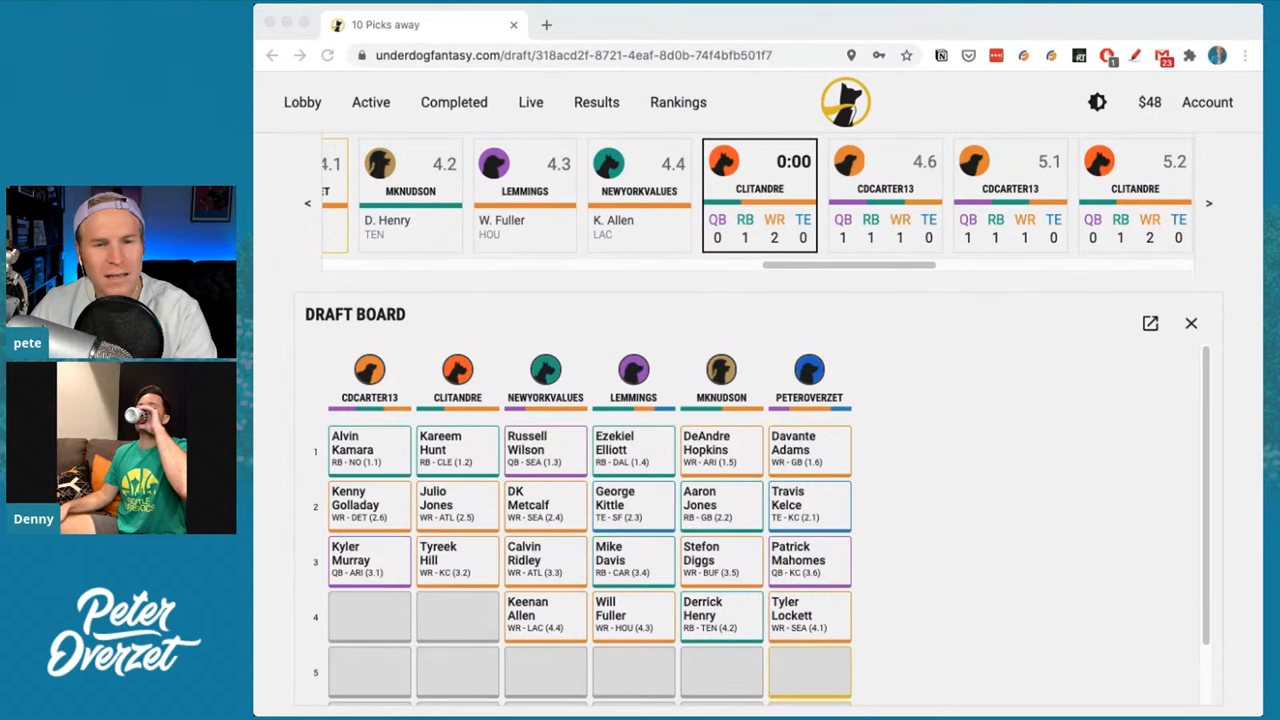 10 Picks away
underdogfantasy.com/draft/318acd2f-8721-4eaf-8d0b-74f4bfb501f7
1
23
Lobby Active Completed Live Results Rankings $48 Account
4.1 4.2 4.3 4.4 0:00 4.6 5.1 5.2
ET MKNUDSON LEMMINGS NEWYORKVALUES CLITANDRE CDCARTER13 CDCARTER13 CLITANDRE
D. Henry W. Fuller K. Allen QB RB WR TE QB RB WR TE QB RB WR TE QB RB WR TE
TEN HOU LAC 0 1 2 0 1 1 1 0 1 1 1 0 0 1 2 0
< >
DRAFT BOARD
CDCARTER13 CLITANDRE NEWYORKVALUES LEMMINGS MKNUDSON PETEROVERZET
1
Alvin Kareem Russell Ezekiel DeAndre Davante
Kamara Hunt Wilson Elliott Hopkins Adams
RB - NO (1.1) RB - CLE (1.2) QB - SEA (1.3) RB - DAL (1.4) WR - ARI (1.5) WR - GB (1.6)
2
Kenny Julio DK George Aaron Travis
Golladay Jones Metcalf Kittle Jones Kelce
WR - DET (2.6) WR - ATL (2.5) WR - SEA (2.4) TE - SF (2.3) RB - GB (2.2) TE - KC (2.1)
3
Kyler Tyreek Calvin Mike Stefon Patrick
Murray Hill Ridley Davis Diggs Mahomes
QB - ARI (3.1) WR - KC (3.2) WR - ATL (3.3) RB - CAR (3.4) WR - BUF (3.5) QB - KC (3.6)
4
Keenan Will Derrick Tyler
Allen Fuller Henry Lockett
WR - LAC (4.4) WR - HOU (4.3) RB - TEN (4.2) WR - SEA (4.1)
5
pete
Denny
Peter
Overzet